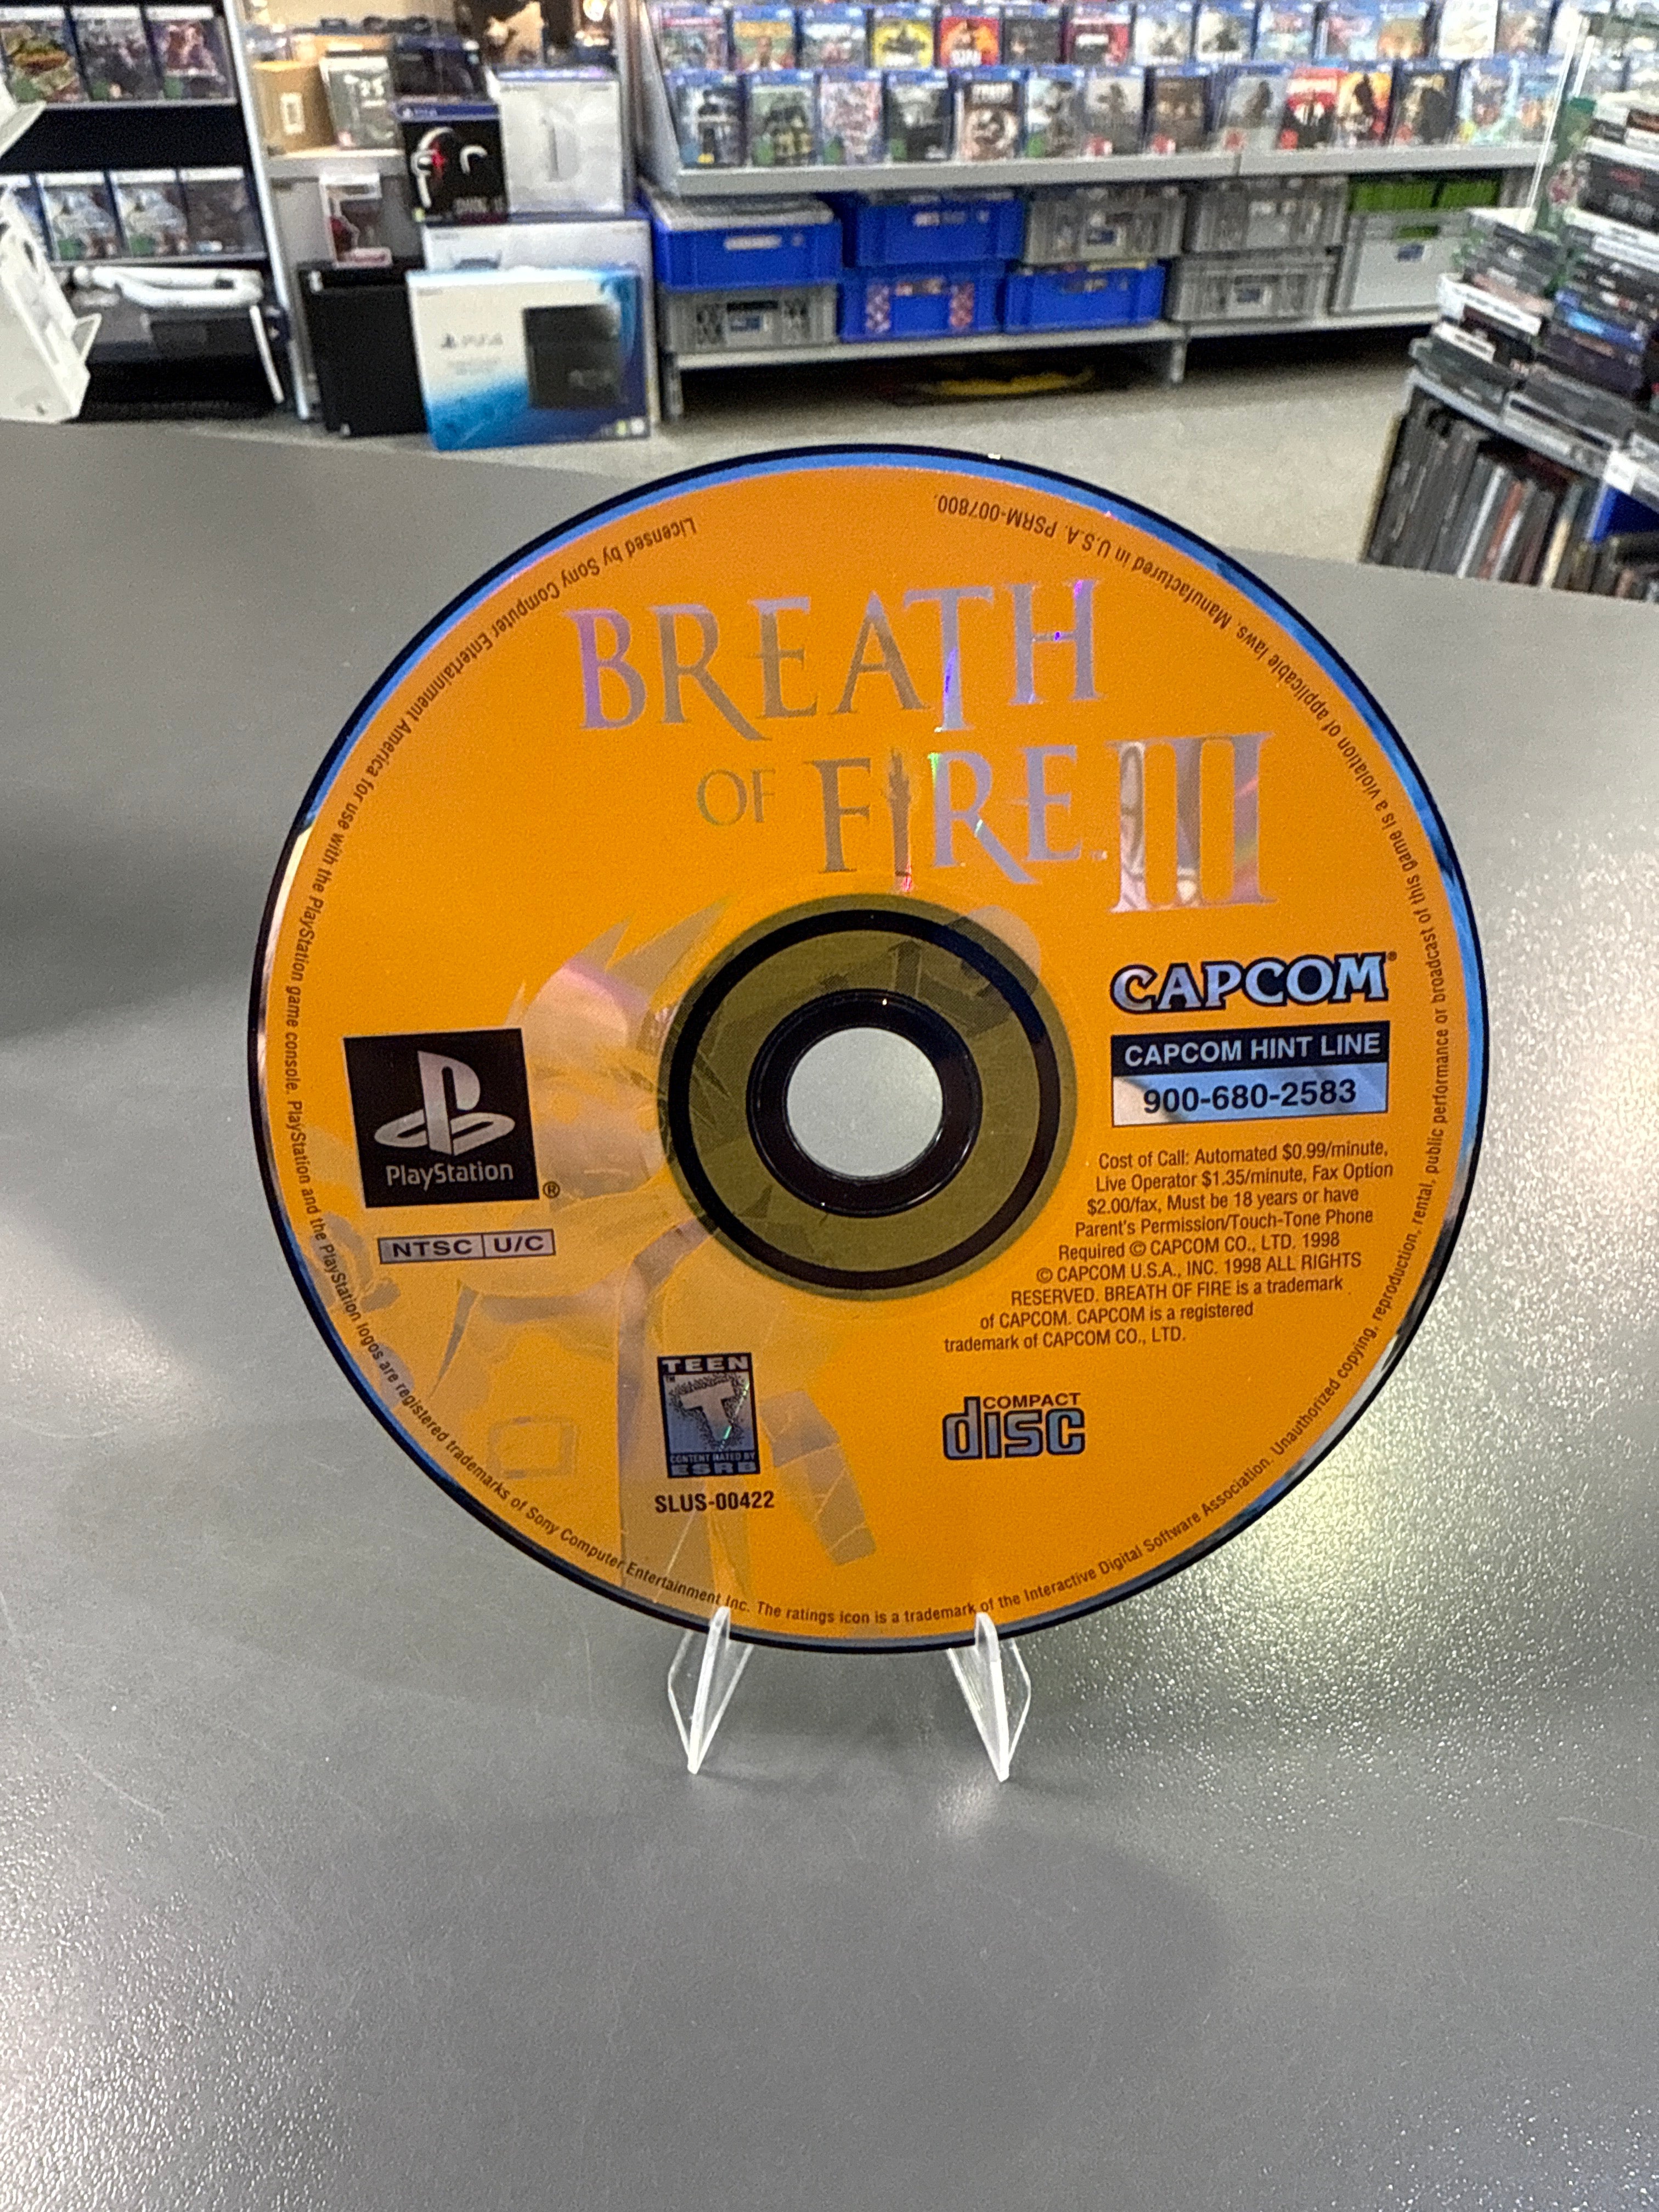 BREATH
OF FIRE™ III
CAPCOM®
CAPCOM HINT LINE
900-680-2583
Cost of Call: Automated $0.99/minute,
Live Operator $1.35/minute, Fax Option
$2.00/fax, Must be 18 years or have
Parent's Permission/Touch-Tone Phone
Required © CAPCOM CO., LTD. 1998
© CAPCOM U.S.A., INC. 1998 ALL RIGHTS
RESERVED. BREATH OF FIRE is a trademark
of CAPCOM. CAPCOM is a registered
trademark of CAPCOM CO., LTD.
PlayStation
®
NTSC U/C
TEEN
T
CONTENT RATED BY
ESRB
SLUS-00422
COMPACT
disc
Licensed by Sony Computer Entertainment America for use with the PlayStation game console. PlayStation and the PlayStation logos are registered trademarks of Sony Computer Entertainment Inc. The ratings icon is a trademark of the Interactive Digital Software Association. Unauthorized copying, reproduction, rental, public performance or broadcast of this game is a violation of applicable laws. Manufactured in U.S.A. PSRM-007800.
PS4